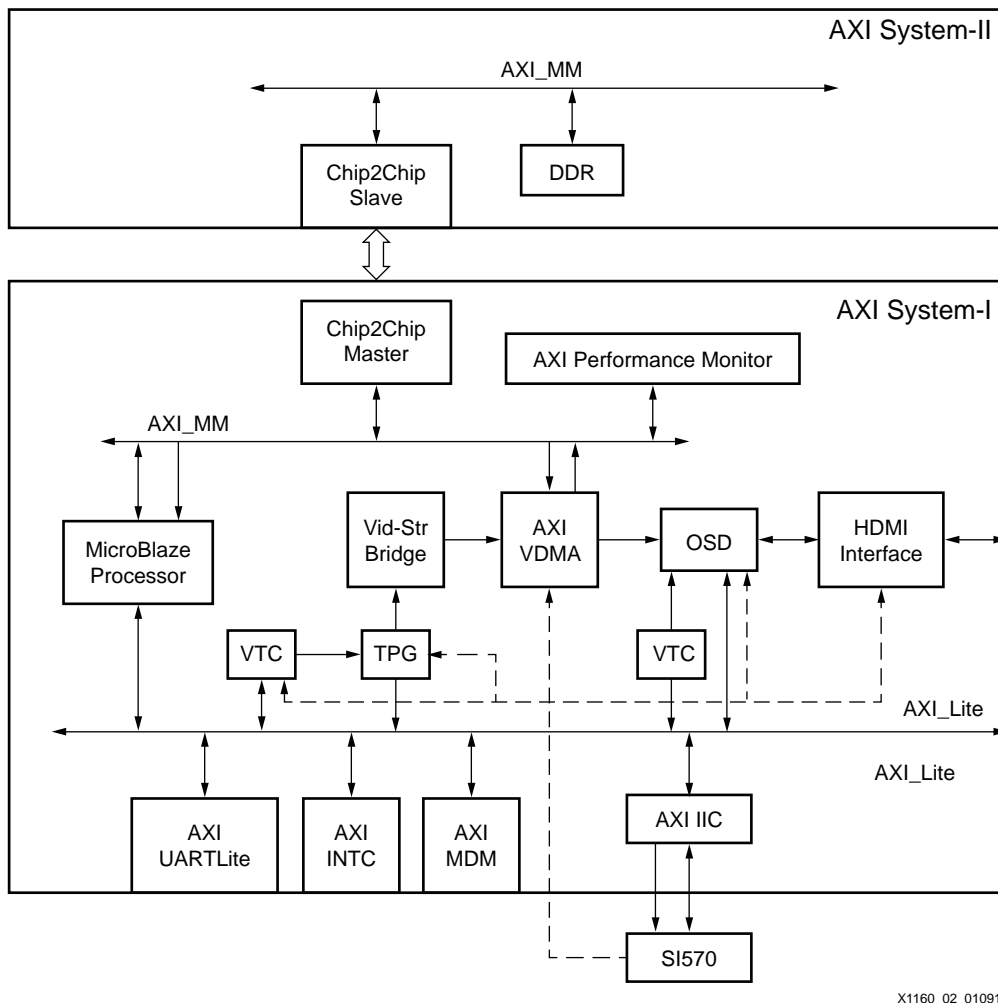 AXI System-II
AXI_MM
Chip2Chip
Slave
DDR
AXI System-I
Chip2Chip
Master
AXI Performance Monitor
AXI_MM
MicroBlaze
Processor
Vid-Str
Bridge
AXI
VDMA
OSD
HDMI
Interface
VTC
TPG
VTC
AXI_Lite
AXI_Lite
AXI
UARTLite
AXI
INTC
AXI
MDM
AXI IIC
SI570
X1160_02_01091